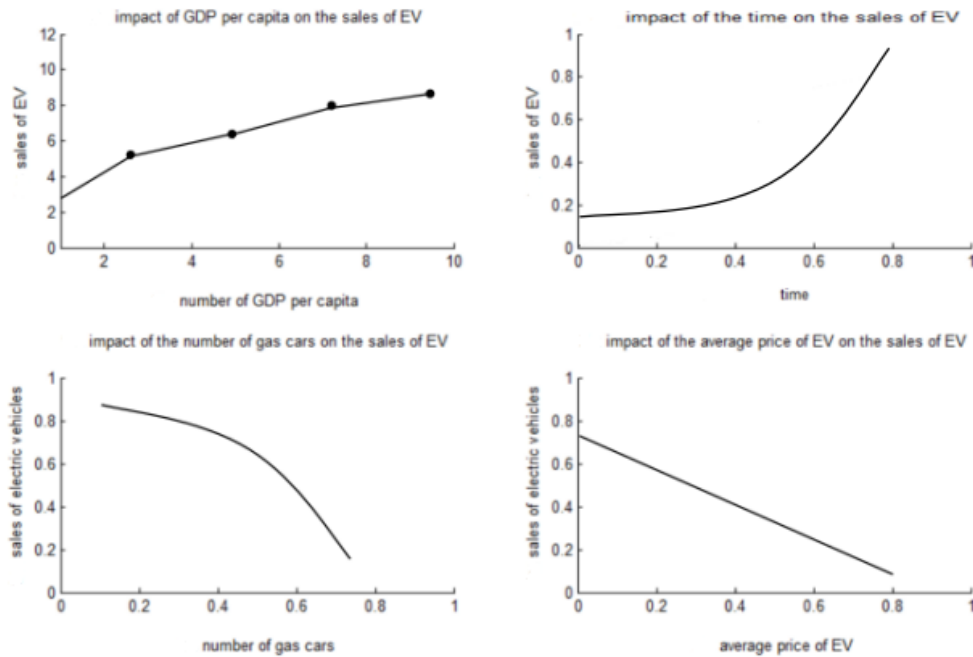 impact of GDP per capita on the sales of EV
12
10
8
6
4
2
0
sales of EV
2 4 6 8 10
number of GDP per capita
impact of the time on the sales of EV
1
0.8
0.6
0.4
0.2
0
sales of EV
0 0.2 0.4 0.6 0.8 1
time
impact of the number of gas cars on the sales of EV
1
0.8
0.6
0.4
0.2
0
sales of electric vehicles
0 0.2 0.4 0.6 0.8 1
number of gas cars
impact of the average price of EV on the sales of EV
1
0.8
0.6
0.4
0.2
0
sales of electric vehicles
0 0.2 0.4 0.6 0.8 1
average price of EV